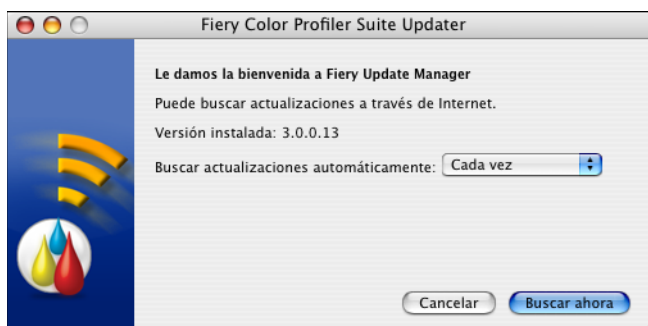 Fiery Color Profiler Suite Updater
Le damos la bienvenida a Fiery Update Manager
Puede buscar actualizaciones a través de Internet.
Versión instalada: 3.0.0.13
Buscar actualizaciones automáticamente: Cada vez
Cancelar Buscar ahora